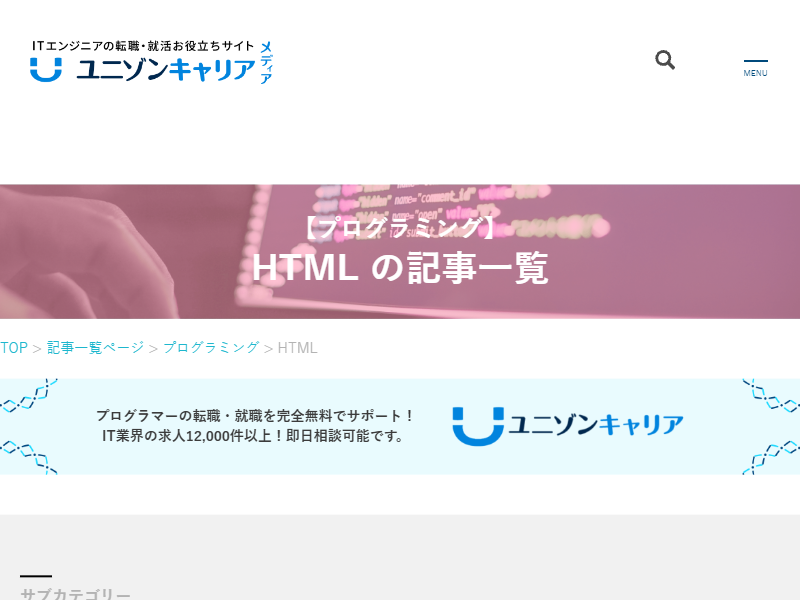 ITエンジニアの転職・就活お役立ちサイト
ユニゾンキャリア
メディア
MENU
【プログラミング】
HTML の記事一覧
TOP > 記事一覧ページ > プログラミング > HTML
プログラマーの転職・就職を完全無料でサポート！
IT業界の求人12,000件以上！即日相談可能です。
ユニゾンキャリア
サブカテゴリー